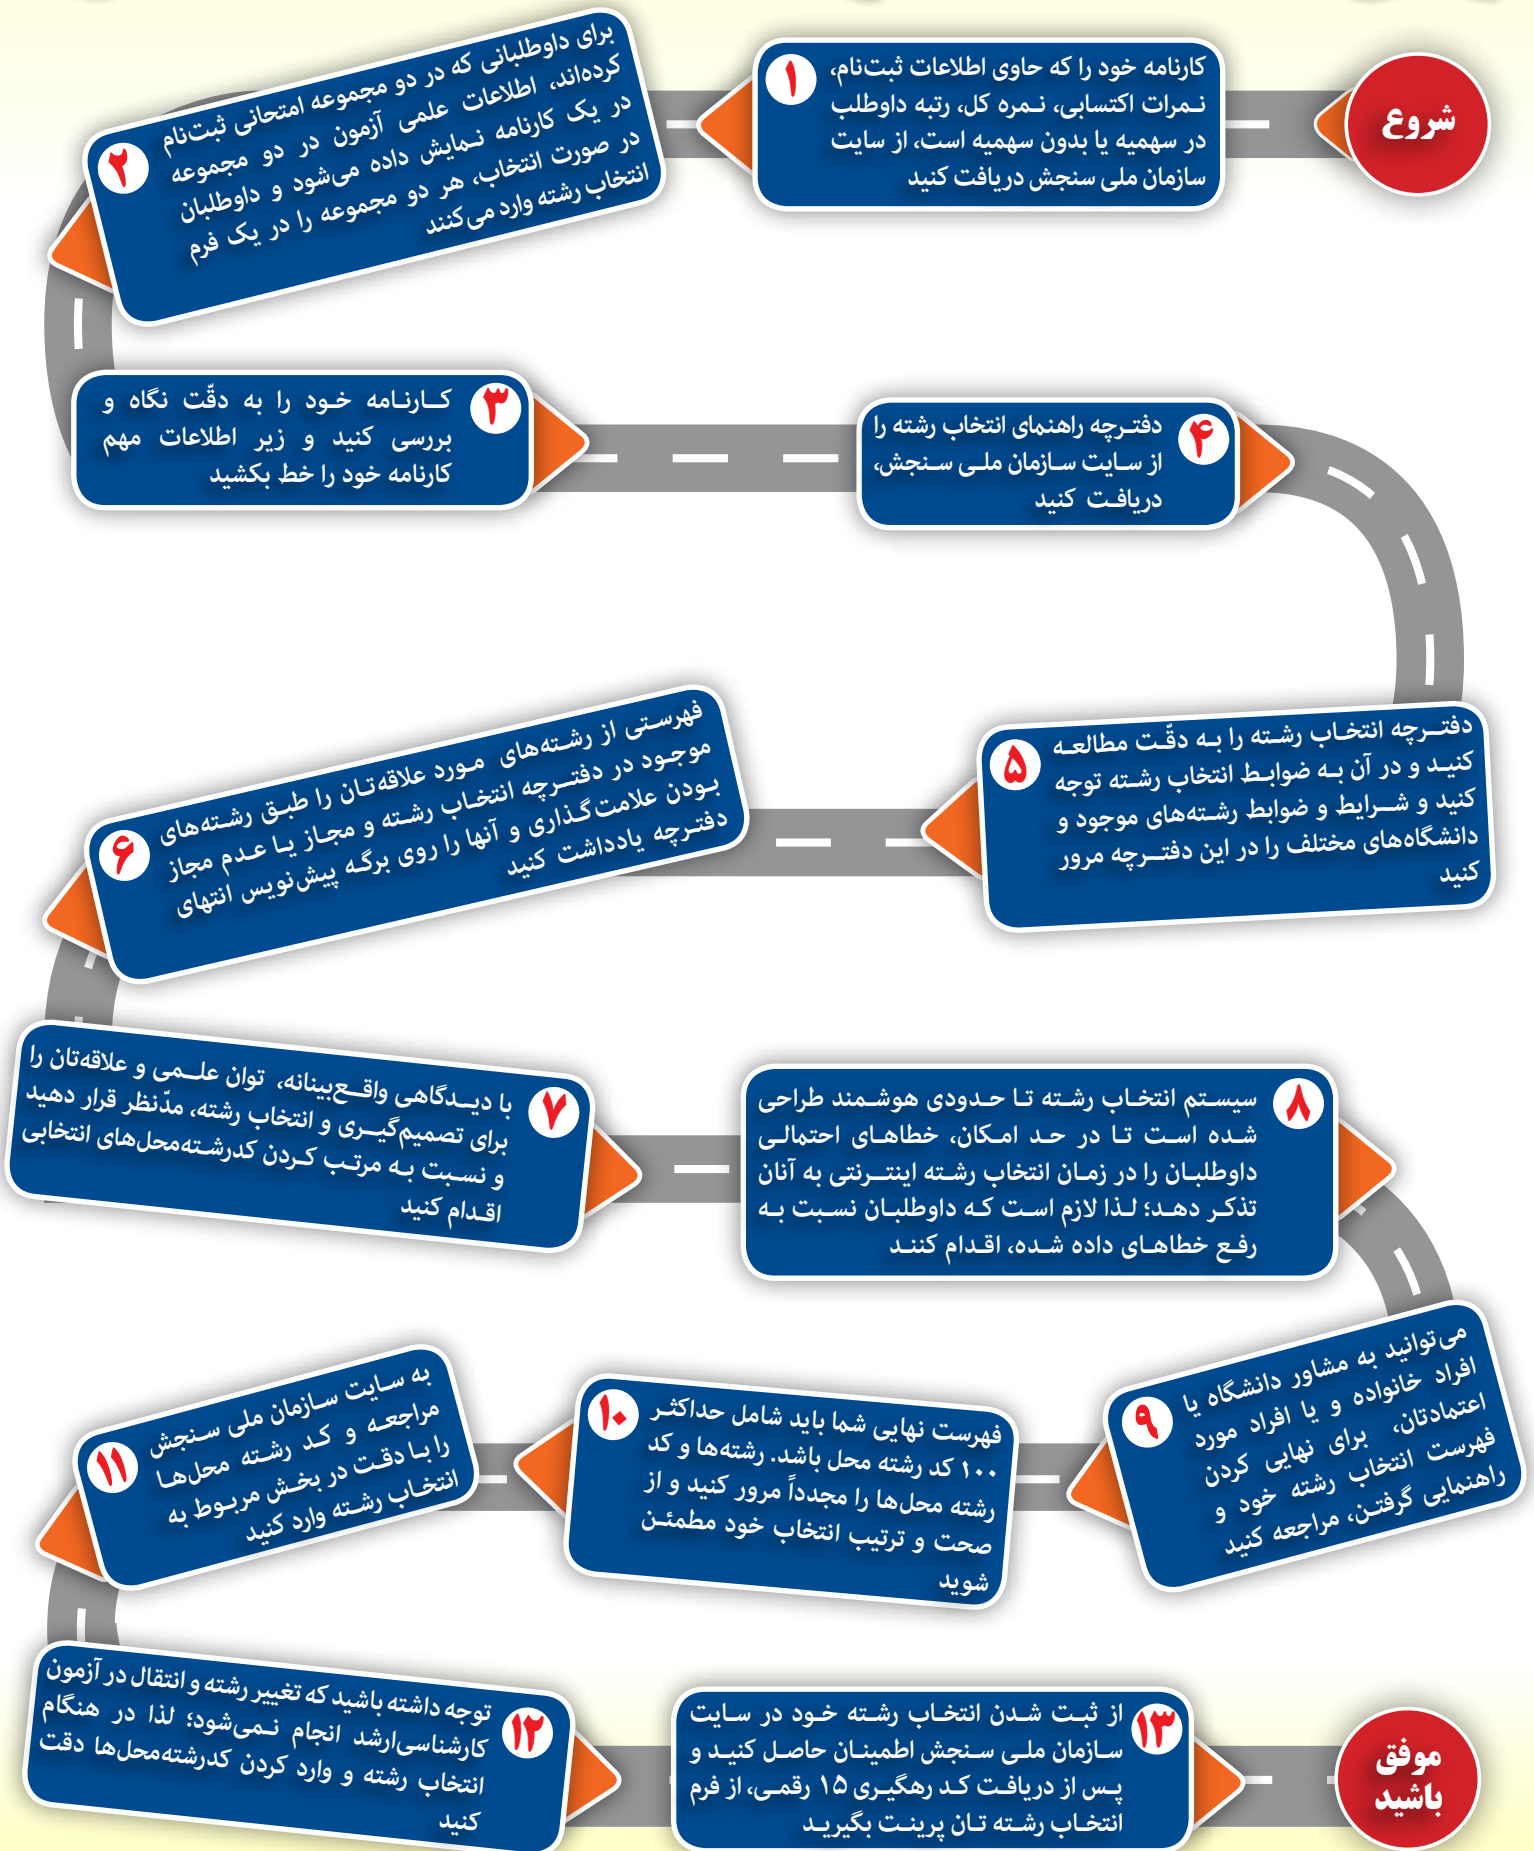 شروع
۱
کارنامه خود را که حاوی اطلاعات ثبت‌نام،
نمرات اکتسابی، نمره کل، رتبه داوطلب
در سهمیه یا بدون سهمیه است، از سایت
سازمان ملی سنجش دریافت کنید
۲
برای داوطلبانی که در دو مجموعه امتحانی ثبت‌نام
کرده‌اند، اطلاعات علمی آزمون در دو مجموعه
در یک کارنامه نمایش داده می‌شود و داوطلبان
در صورت انتخاب، هر دو مجموعه را در یک فرم
انتخاب رشته وارد می‌کنند
۳
کارنامه خود را به دقّت نگاه و
بررسی کنید و زیر اطلاعات مهم
کارنامه خود را خط بکشید
۴
دفترچه راهنمای انتخاب رشته را
از سایت سازمان ملی سنجش،
دریافت کنید
۵
دفترچه انتخاب رشته را به دقّت مطالعه
کنید و در آن به ضوابط انتخاب رشته توجه
کنید و شرایط و ضوابط رشته‌های موجود و
دانشگاه‌های مختلف را در این دفترچه مرور
کنید
۶
فهرستی از رشته‌های مورد علاقه‌تان را طبق رشته‌های
موجود در دفترچه انتخاب رشته و مجاز یا عدم مجاز
بودن علامت‌گذاری و آنها را روی برگه پیش‌نویس انتهای
دفترچه یادداشت کنید
۷
با دیدگاهی واقع‌بینانه، توان علمی و علاقه‌تان را
برای تصمیم‌گیری و انتخاب رشته، مدّنظر قرار دهید
و نسبت به مرتب کردن کدرشته‌محل‌های انتخابی
اقدام کنید
۸
سیستم انتخاب رشته تا حدودی هوشمند طراحی
شده است تا در حد امکان، خطاهای احتمالی
داوطلبان را در زمان انتخاب رشته اینترنتی به آنان
تذکر دهد؛ لذا لازم است که داوطلبان نسبت به
رفع خطاهای داده شده، اقدام کنند
۹
می‌توانید به مشاور دانشگاه یا
افراد خانواده و یا افراد مورد
اعتمادتان، برای نهایی کردن
فهرست انتخاب رشته خود و
راهنمایی گرفتن، مراجعه کنید
۱۰
فهرست نهایی شما باید شامل حداکثر
۱۰۰ کد رشته محل باشد. رشته‌ها و کد
رشته محل‌ها را مجدداً مرور کنید و از
صحت و ترتیب انتخاب خود مطمئن
شوید
۱۱
به سایت سازمان ملی سنجش
مراجعه و کد رشته محل‌ها
را با دقت در بخش مربوط به
انتخاب رشته وارد کنید
۱۲
توجه داشته باشید که تغییر رشته و انتقال در آزمون
کارشناسی‌ارشد انجام نمی‌شود؛ لذا در هنگام
انتخاب رشته و وارد کردن کدرشته‌محل‌ها دقت
کنید
۱۳
از ثبت شدن انتخاب رشته خود در سایت
سازمان ملی سنجش اطمینان حاصل کنید و
پس از دریافت کد رهگیری ۱۵ رقمی، از فرم
انتخاب رشته تان پرینت بگیرید
موفق
باشید